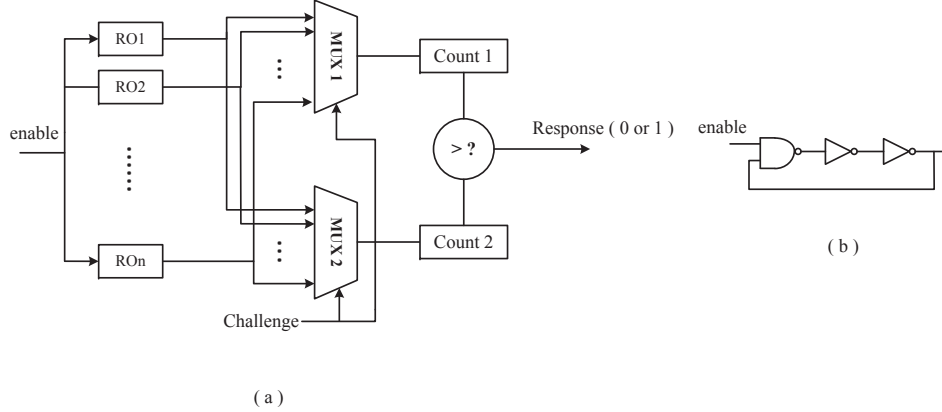 RO1
RO2
enable
ROn
MUX 1
MUX 2
Count 1
> ?
Count 2
Response ( 0 or 1 )
Challenge
( a )
enable
( b )